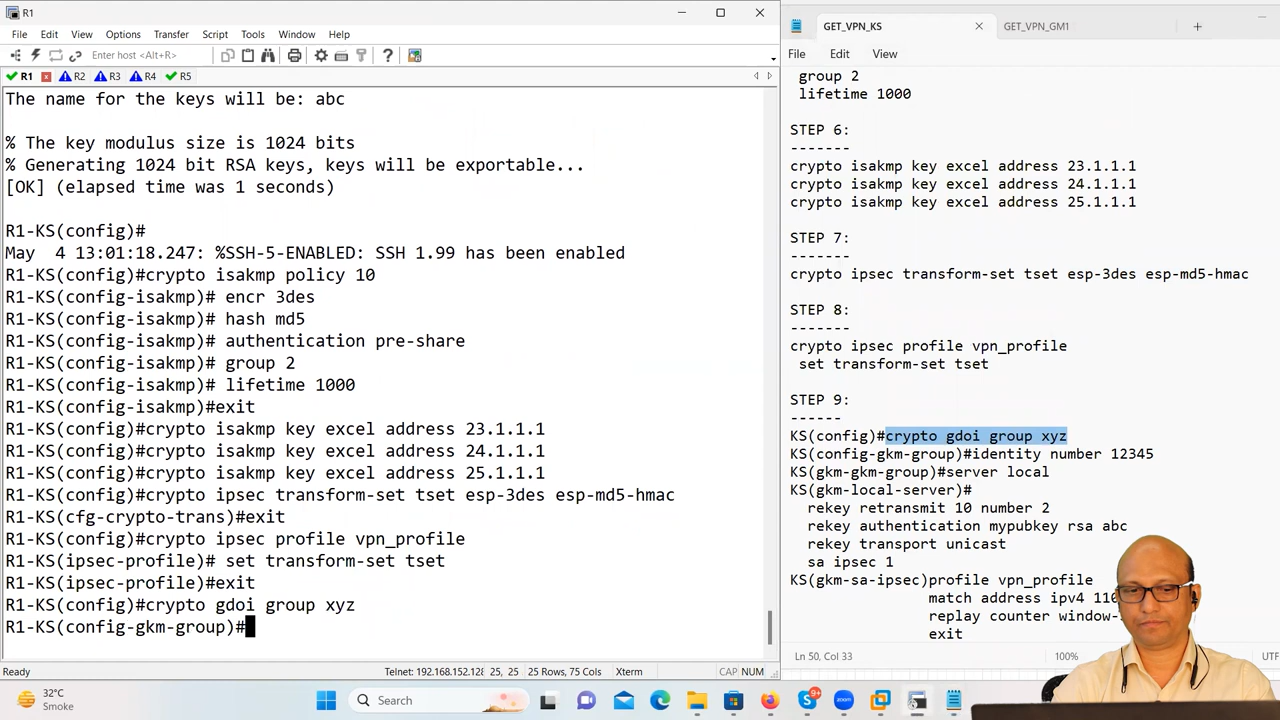 R1
File Edit View Options Transfer Script Tools Window Help
Enter host <Alt+R>
R1 R2 R3 R4 R5
The name for the keys will be: abc
% The key modulus size is 1024 bits
% Generating 1024 bit RSA keys, keys will be exportable...
[OK] (elapsed time was 1 seconds)
R1-KS(config)#
May  4 13:01:18.247: %SSH-5-ENABLED: SSH 1.99 has been enabled
R1-KS(config)#crypto isakmp policy 10
R1-KS(config-isakmp)# encr 3des
R1-KS(config-isakmp)# hash md5
R1-KS(config-isakmp)# authentication pre-share
R1-KS(config-isakmp)# group 2
R1-KS(config-isakmp)# lifetime 1000
R1-KS(config-isakmp)#exit
R1-KS(config)#crypto isakmp key excel address 23.1.1.1
R1-KS(config)#crypto isakmp key excel address 24.1.1.1
R1-KS(config)#crypto isakmp key excel address 25.1.1.1
R1-KS(config)#crypto ipsec transform-set tset esp-3des esp-md5-hmac
R1-KS(cfg-crypto-trans)#exit
R1-KS(config)#crypto ipsec profile vpn_profile
R1-KS(ipsec-profile)# set transform-set tset
R1-KS(ipsec-profile)#exit
R1-KS(config)#crypto gdoi group xyz
R1-KS(config-gkm-group)#
Ready Telnet: 192.168.152.128 25, 25 25 Rows, 75 Cols Xterm CAP NUM
GET_VPN_KS GET_VPN_GM1
File Edit View
group 2
lifetime 1000
STEP 6:
-------
crypto isakmp key excel address 23.1.1.1
crypto isakmp key excel address 24.1.1.1
crypto isakmp key excel address 25.1.1.1
STEP 7:
-------
crypto ipsec transform-set tset esp-3des esp-md5-hmac
STEP 8:
-------
crypto ipsec profile vpn_profile
set transform-set tset
STEP 9:
------
KS(config)#crypto gdoi group xyz
KS(config-gkm-group)#identity number 12345
KS(gkm-gkm-group)#server local
KS(gkm-local-server)#
rekey retransmit 10 number 2
rekey authentication mypubkey rsa abc
rekey transport unicast
sa ipsec 1
KS(gkm-sa-ipsec)profile vpn_profile
match address ipv4
replay counter
exit
Ln 50, Col 33 100%
32°C
Smoke
Search
9+
zoom